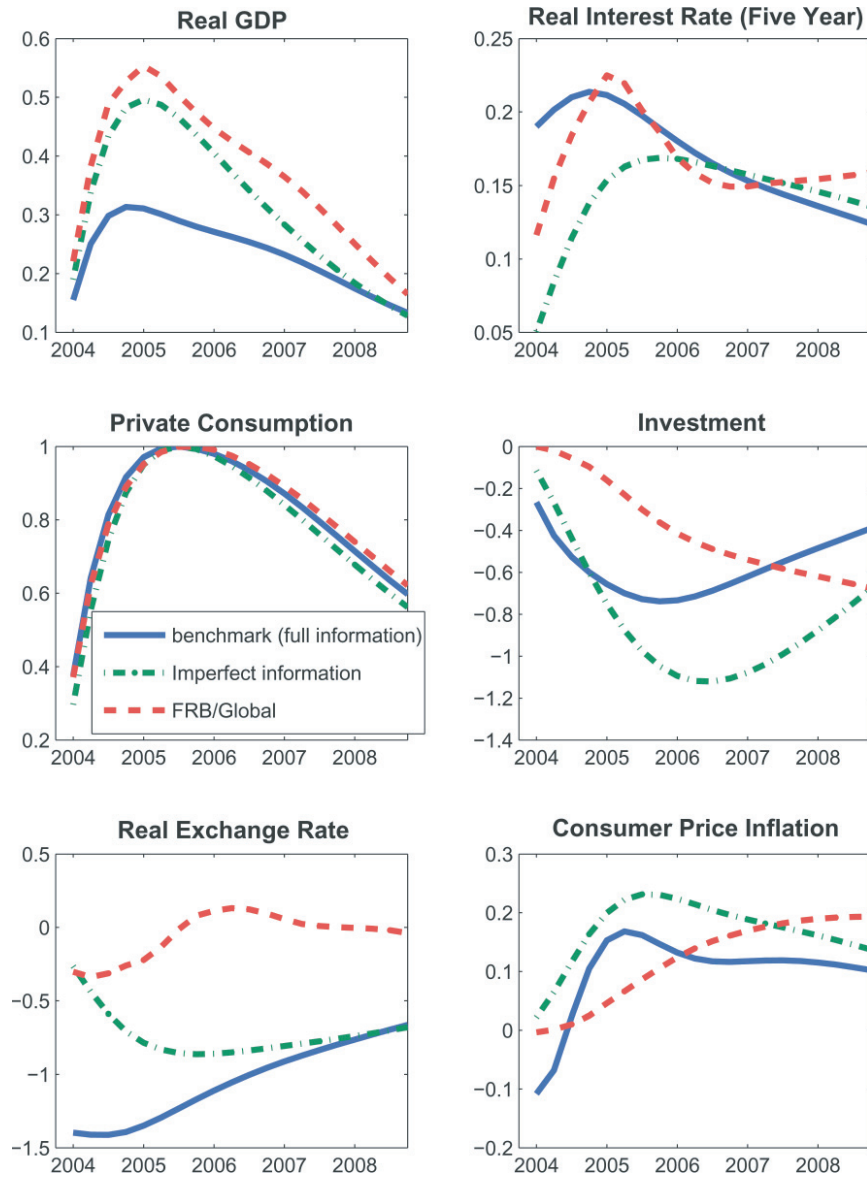 Real GDP
0.6
0.5
0.4
0.3
0.2
0.1
2004 2005 2006 2007 2008
Real Interest Rate (Five Year)
0.25
0.2
0.15
0.1
0.05
2004 2005 2006 2007 2008
Private Consumption
1
0.8
0.6
0.4
0.2
benchmark (full information)
Imperfect information
FRB/Global
2004 2005 2006 2007 2008
Investment
0
−0.2
−0.4
−0.6
−0.8
−1
−1.2
−1.4
2004 2005 2006 2007 2008
Real Exchange Rate
0.5
0
−0.5
−1
−1.5
2004 2005 2006 2007 2008
Consumer Price Inflation
0.3
0.2
0.1
0
−0.1
−0.2
2004 2005 2006 2007 2008